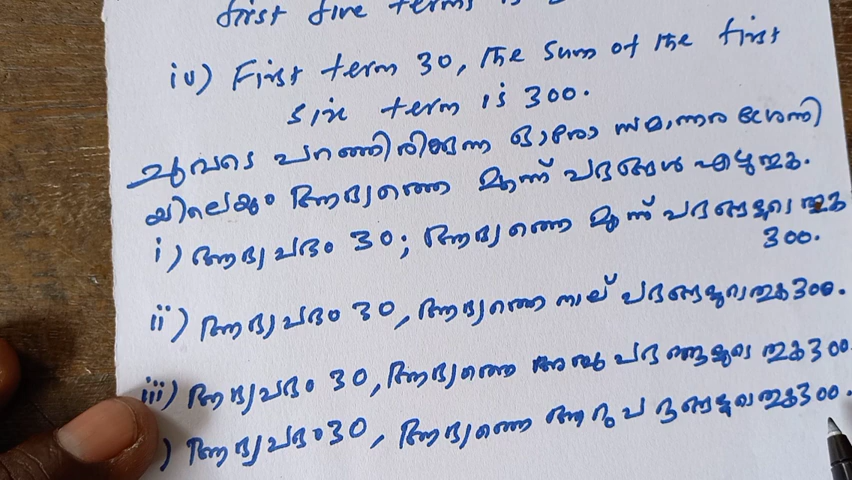 first five terms is
iv) First term 30, the sum of the first
six term is 300.
ചുവടെ പറഞ്ഞിരിക്കുന്ന ഓരോ സമാന്തര ശ്രേണി
യിലെയും ആദ്യത്തെ മൂന്ന് പദങ്ങൾ എഴുതുക.
i) ആദ്യപദം 30; ആദ്യത്തെ മൂന്ന് പദങ്ങളുടെ തുക
300.
ii) ആദ്യപദം 30, ആദ്യത്തെ നാല് പദങ്ങളുടെ തുക 300.
iii) ആദ്യപദം 30, ആദ്യത്തെ അഞ്ചു പദങ്ങളുടെ തുക 300.
) ആദ്യപദം 30, ആദ്യത്തെ ആറു പദങ്ങളുടെ തുക 300.